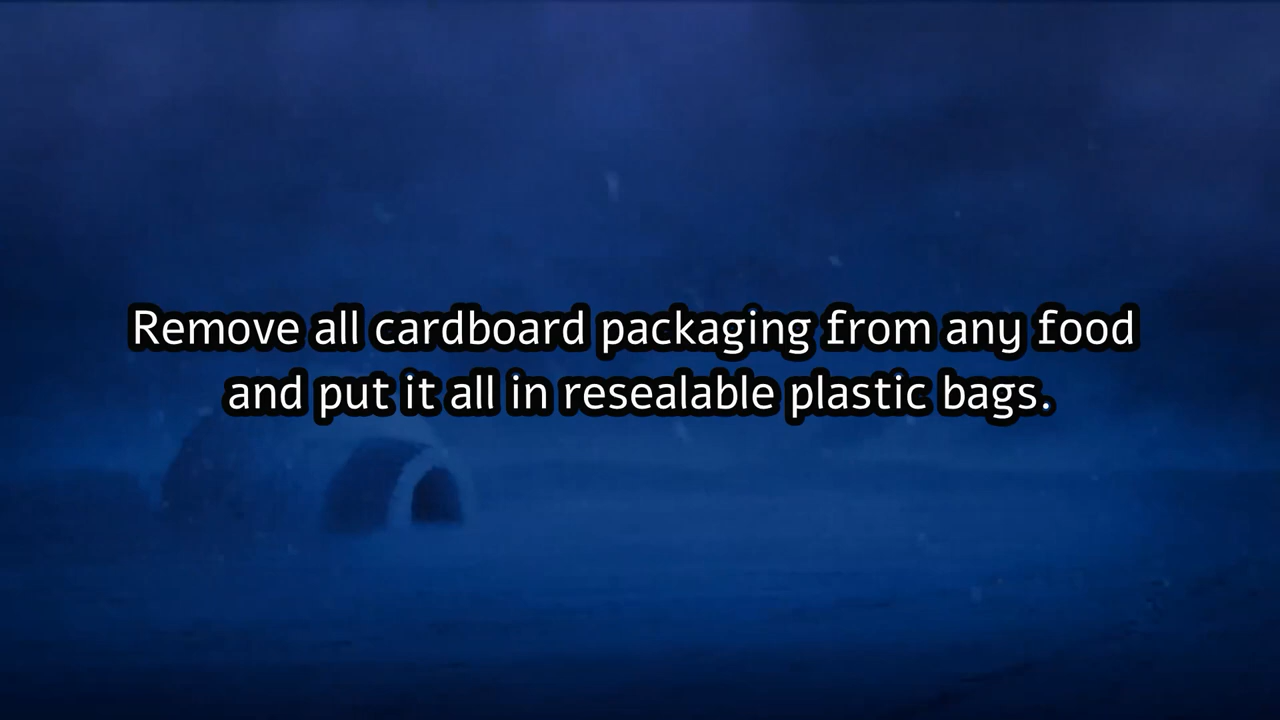 Remove all cardboard packaging from any food
and put it all in resealable plastic bags.